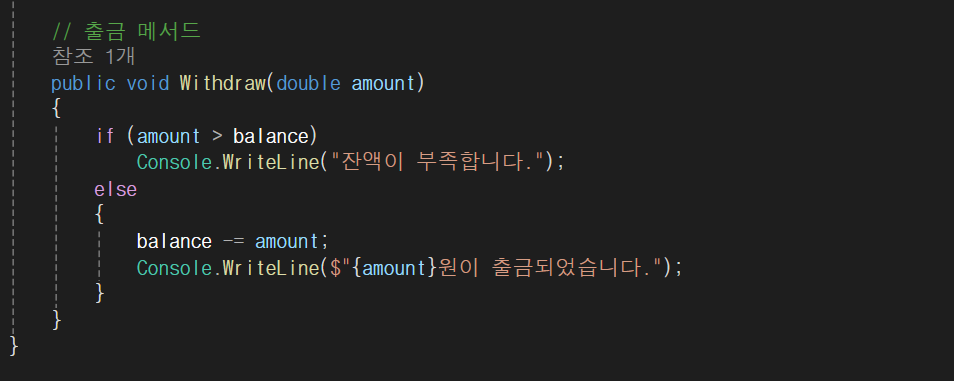 // 출금 메서드
참조 1개
public void Withdraw(double amount)
{
if (amount > balance)
Console.WriteLine("잔액이 부족합니다.");
else
{
balance -= amount;
Console.WriteLine($"{amount}원이 출금되었습니다.");
}
}
}